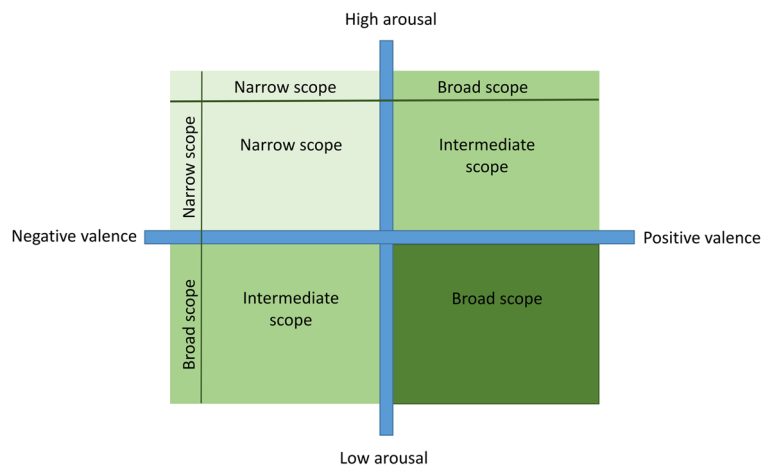 High arousal
Narrow scope
Broad scope
Narrow scope
Narrow scope
Intermediate
scope
Negative valence
Positive valence
Broad scope
Intermediate
scope
Broad scope
Low arousal